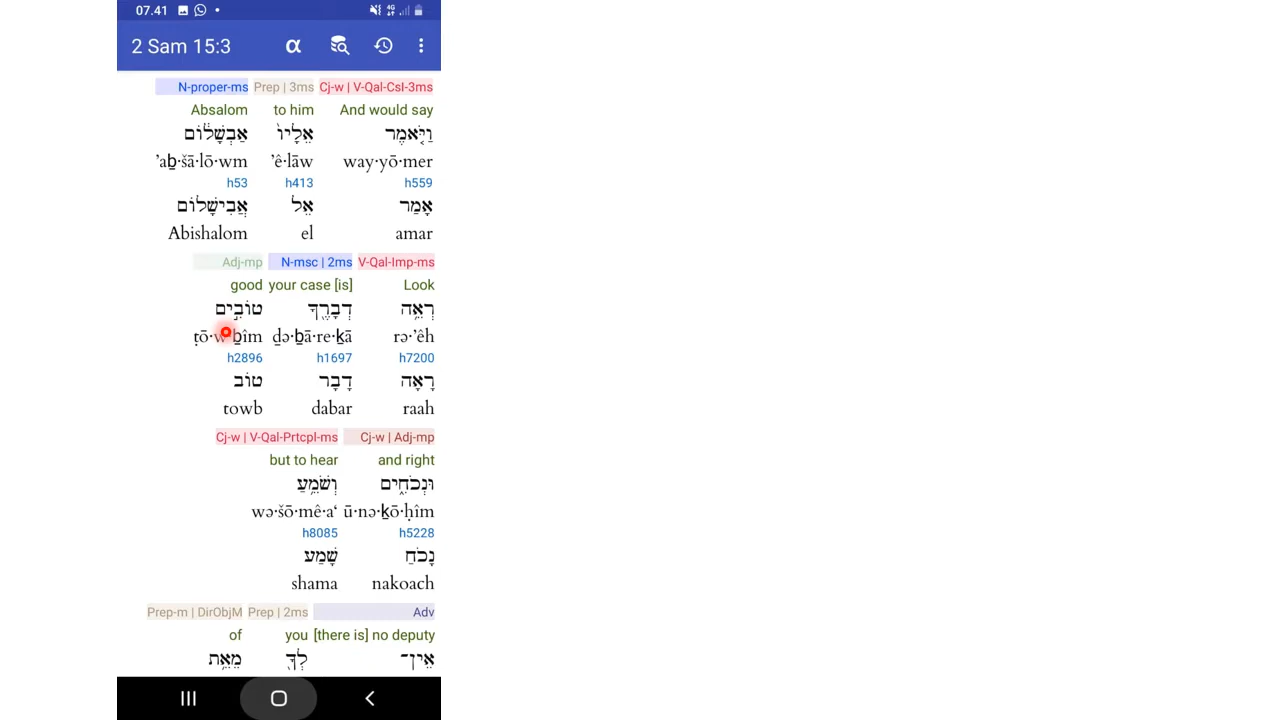 07.41 4G
2 Sam 15:3 α
N-proper-ms Prep | 3ms Cj-w | V-Qal-CsI-3ms
Absalom to him And would say
וַיֹּ֤אמֶר אֵלָיו֙ אַבְשָׁל֔וֹם
’aḇ·šā·lō·wm ’ê·lāw way·yō·mer
h53 h413 h559
אָמַר אֵל אֲבִישָׁלוֹם
Abishalom el amar
Adj-mp N-msc | 2ms V-Qal-Imp-ms
good your case [is] Look
רְאֵ֥ה דְבָרֶ֖ךָ טוֹבִ֣ים
ṭō·w·ḇîm ḏə·ḇā·re·ḵā rə·’êh
h2896 h1697 h7200
רָאָה דָבָר טוֹב
towb dabar raah
Cj-w | V-Qal-Prtcpl-ms Cj-w | Adj-mp
but to hear and right
וּנְכֹחִ֑ים וְשֹׁמֵ֥עַ
wə·šō·mê·a‘ ū·nə·ḵō·ḥîm
h8085 h5228
נָכֹחַ שָׁמַע
shama nakoach
Prep-m | DirObjM Prep | 2ms Adv
of you [there is] no deputy
אֵין־ לְךָ֖ מֵאֵ֥ת